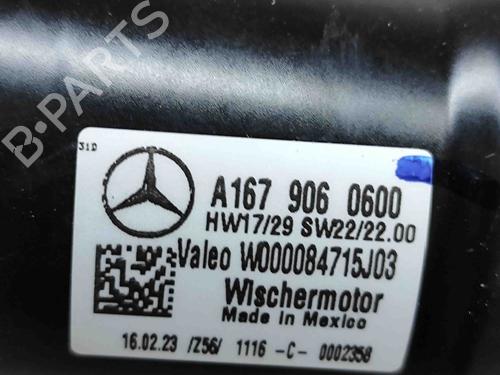 B-PARTS
31D
A167 906 0600
HW17/29 SW22/22.00
Valeo W000084715J03
Wischermotor
Made in Mexico
16.02.23 /Z56/ 1116 -C- 0002358